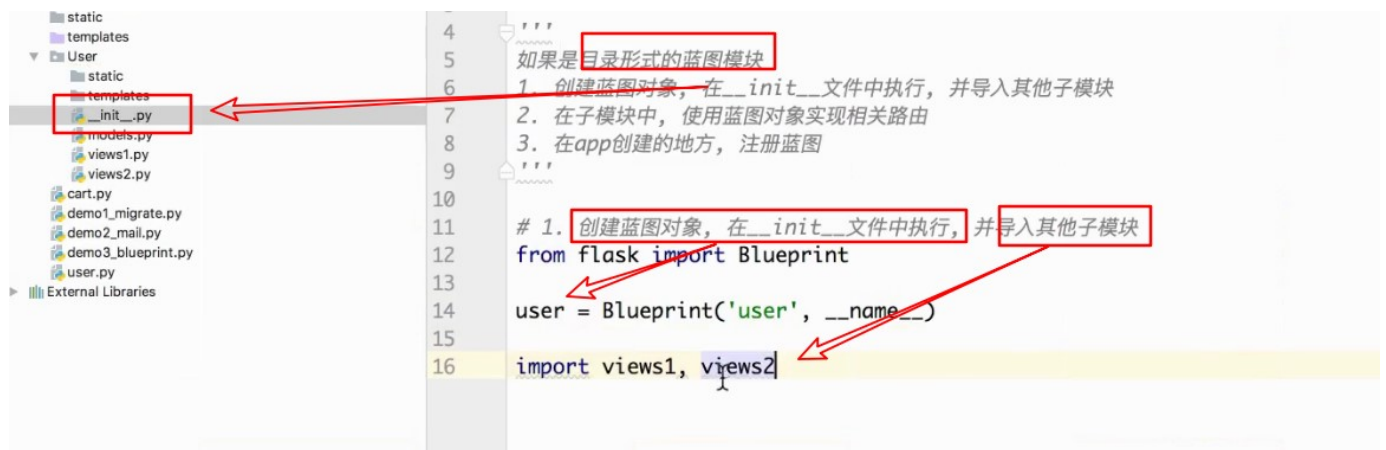 static
templates
User
static
templates
__init__.py
models.py
views1.py
views2.py
cart.py
demo1_migrate.py
demo2_mail.py
demo3_blueprint.py
user.py
External Libraries
4 '''
5 如果是目录形式的蓝图模块
6 1. 创建蓝图对象, 在__init__文件中执行, 并导入其他子模块
7 2. 在子模块中, 使用蓝图对象实现相关路由
8 3. 在app创建的地方, 注册蓝图
9 '''
10
11 # 1. 创建蓝图对象, 在__init__文件中执行, 并导入其他子模块
12 from flask import Blueprint
13
14 user = Blueprint('user', __name__)
15
16 import views1, views2